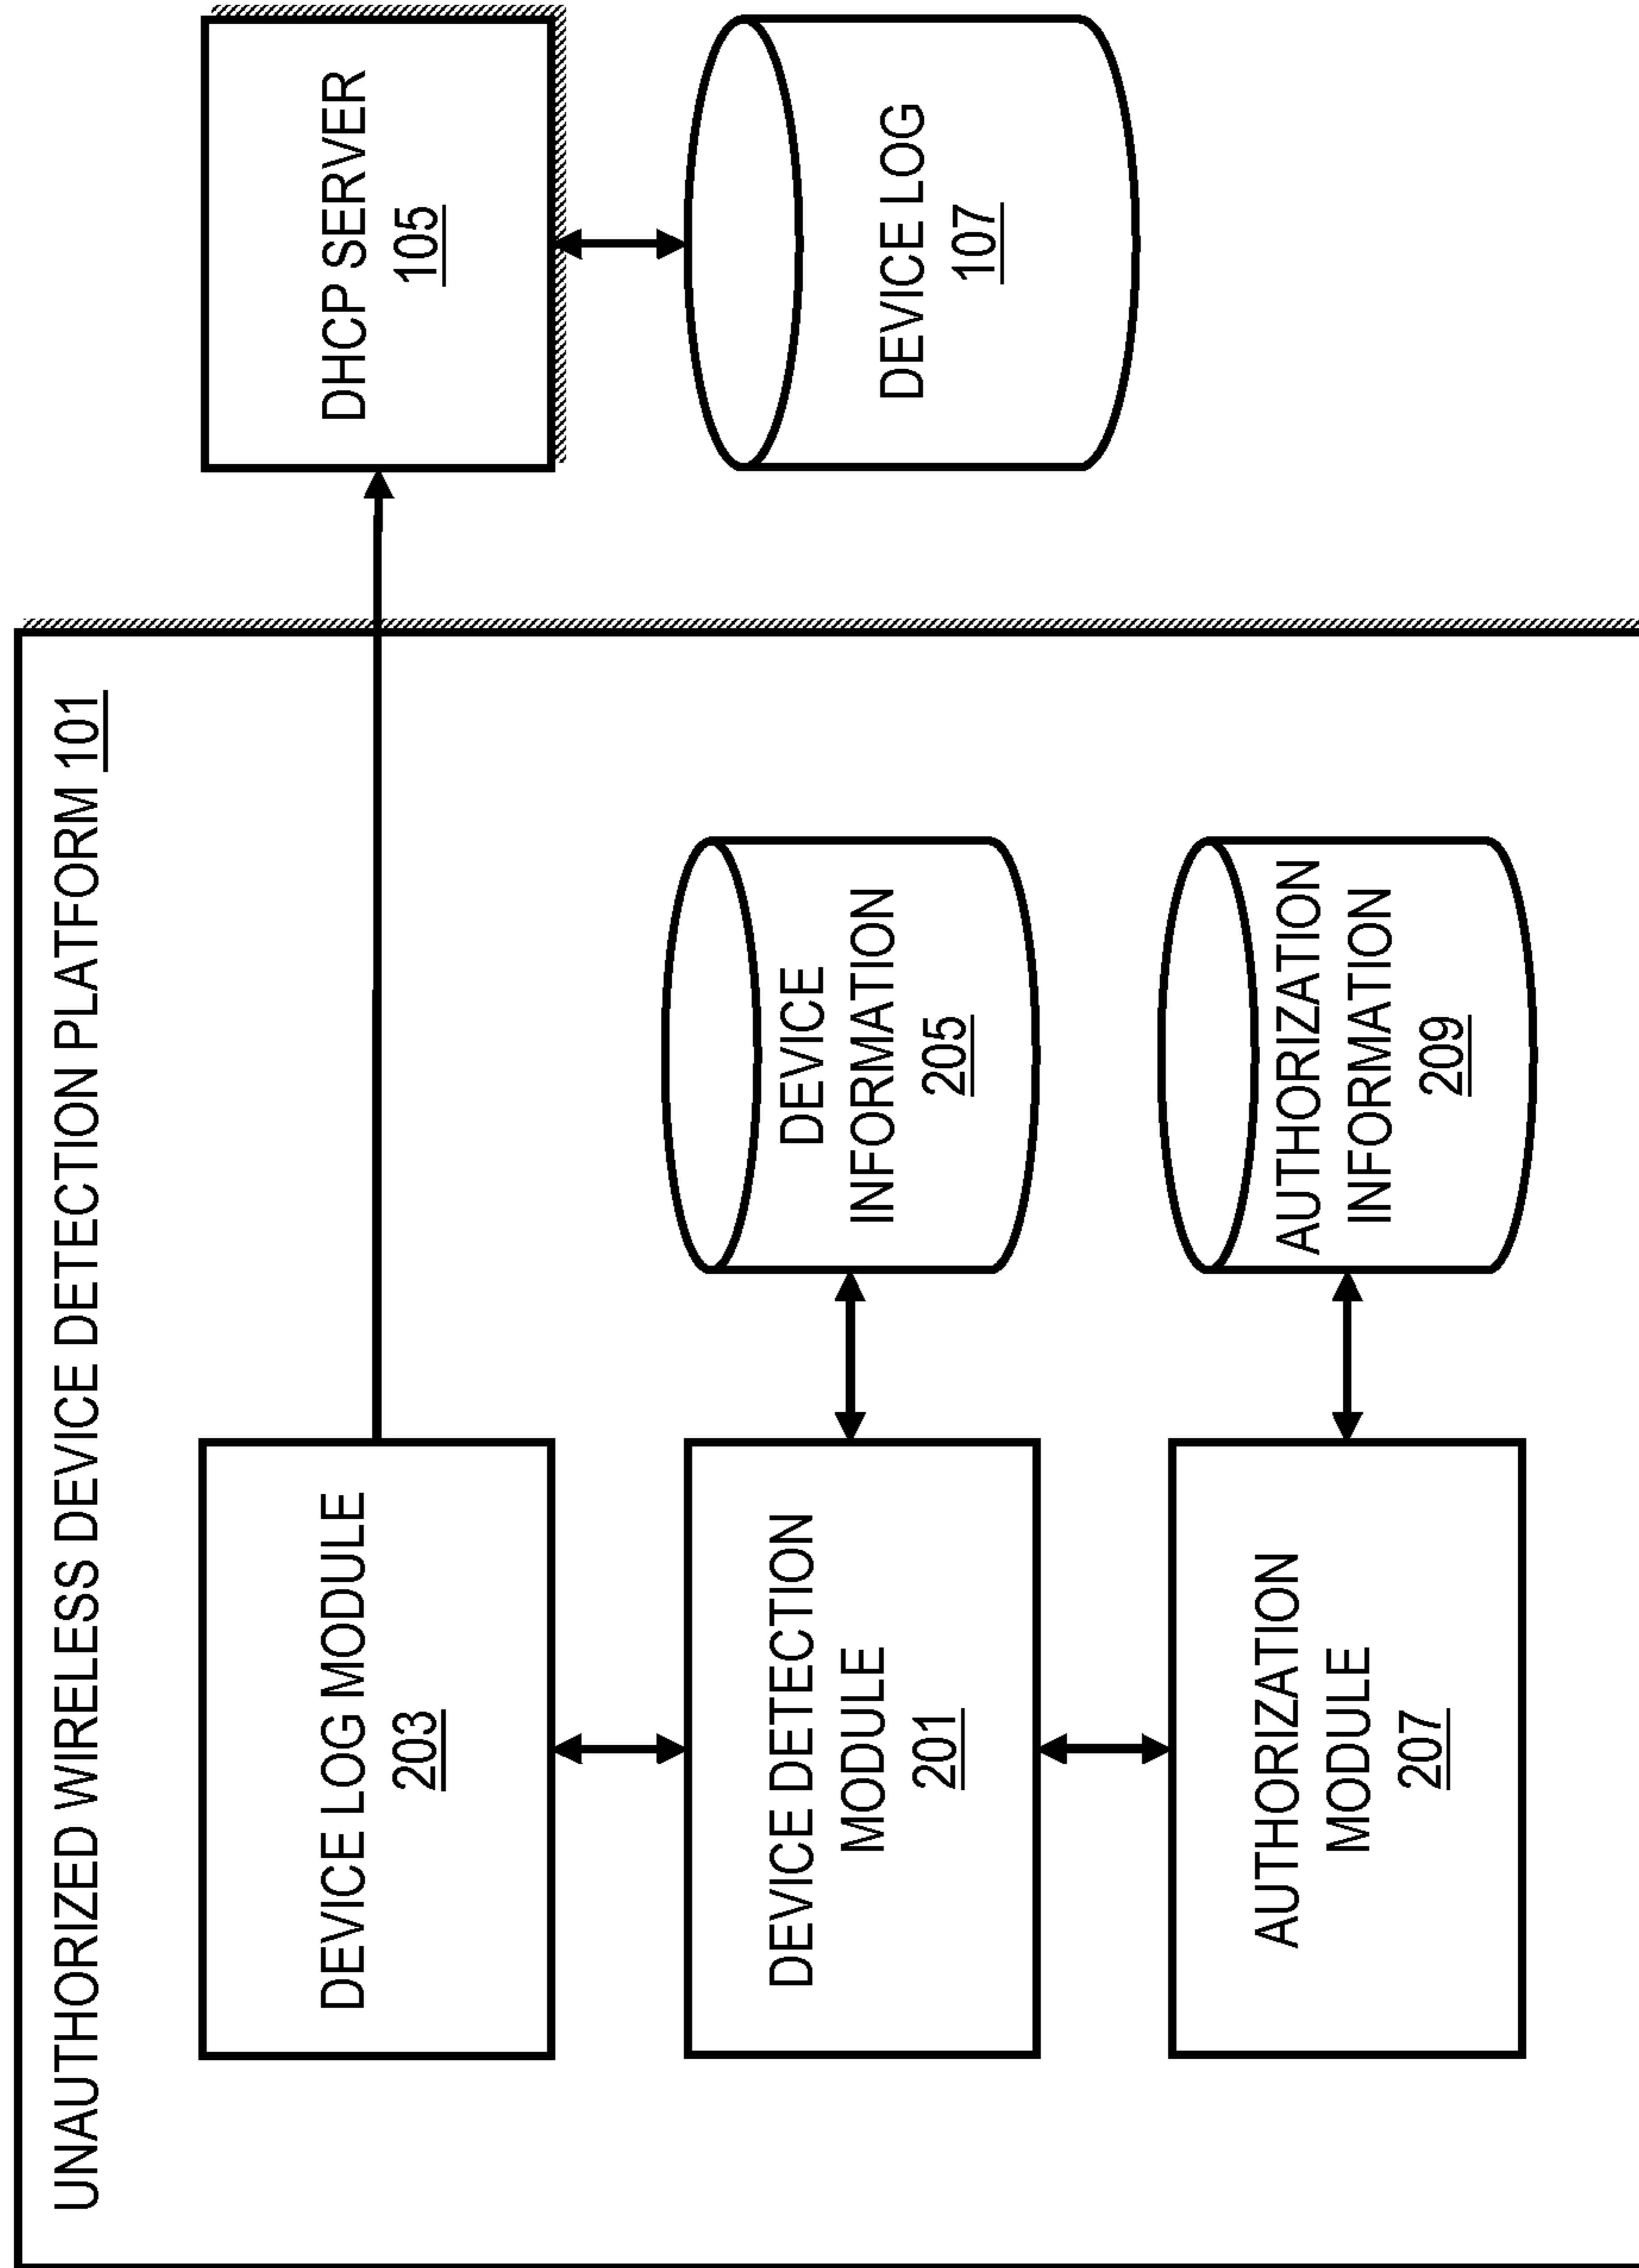 UNAUTHORIZED WIRELESS DEVICE DETECTION PLATFORM 101
DEVICE LOG MODULE
203
DHCP SERVER
105
DEVICE DETECTION
MODULE
201
DEVICE
INFORMATION
205
DEVICE LOG
107
AUTHORIZATION
MODULE
207
AUTHORIZATION
INFORMATION
209